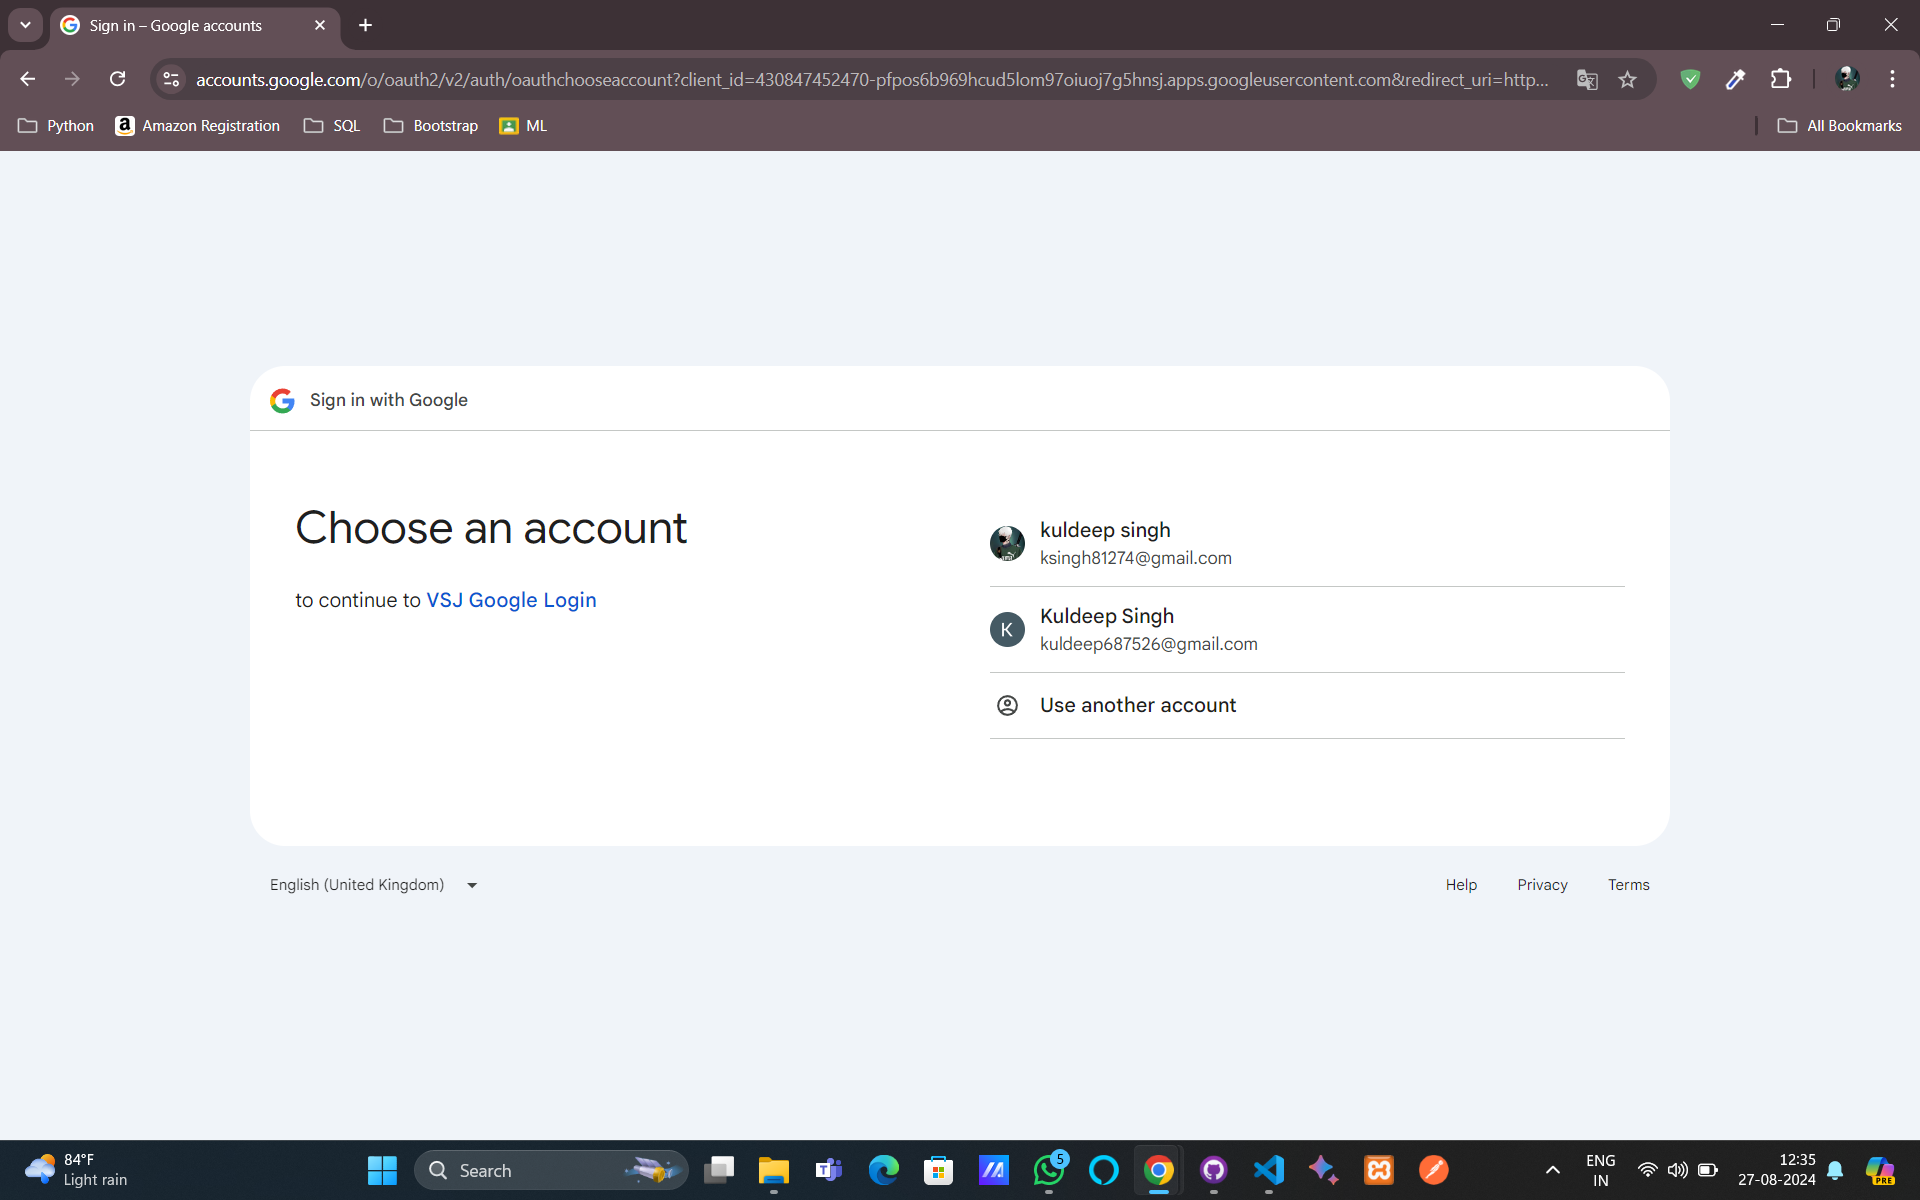 Sign in – Google accounts
accounts.google.com/o/oauth2/v2/auth/oauthchooseaccount?client_id=430847452470-pfpos6b969hcud5lom97oiuoj7g5hnsj.apps.googleusercontent.com&redirect_uri=http...
Python
Amazon Registration
SQL
Bootstrap
ML
All Bookmarks
Sign in with Google
Choose an account
to continue to VSJ Google Login
kuldeep singh
ksingh81274@gmail.com
K
Kuldeep Singh
kuldeep687526@gmail.com
Use another account
English (United Kingdom)
Help
Privacy
Terms
84°F
Light rain
Search
5
ENG
IN
12:35
27-08-2024
PRE